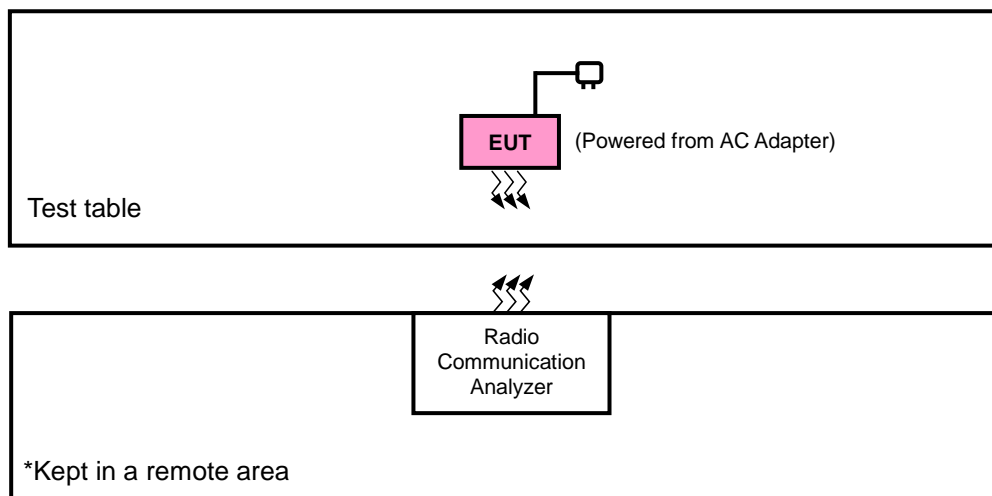 EUT
(Powered from AC Adapter)
Test table
Radio
Communication
Analyzer
*Kept in a remote area